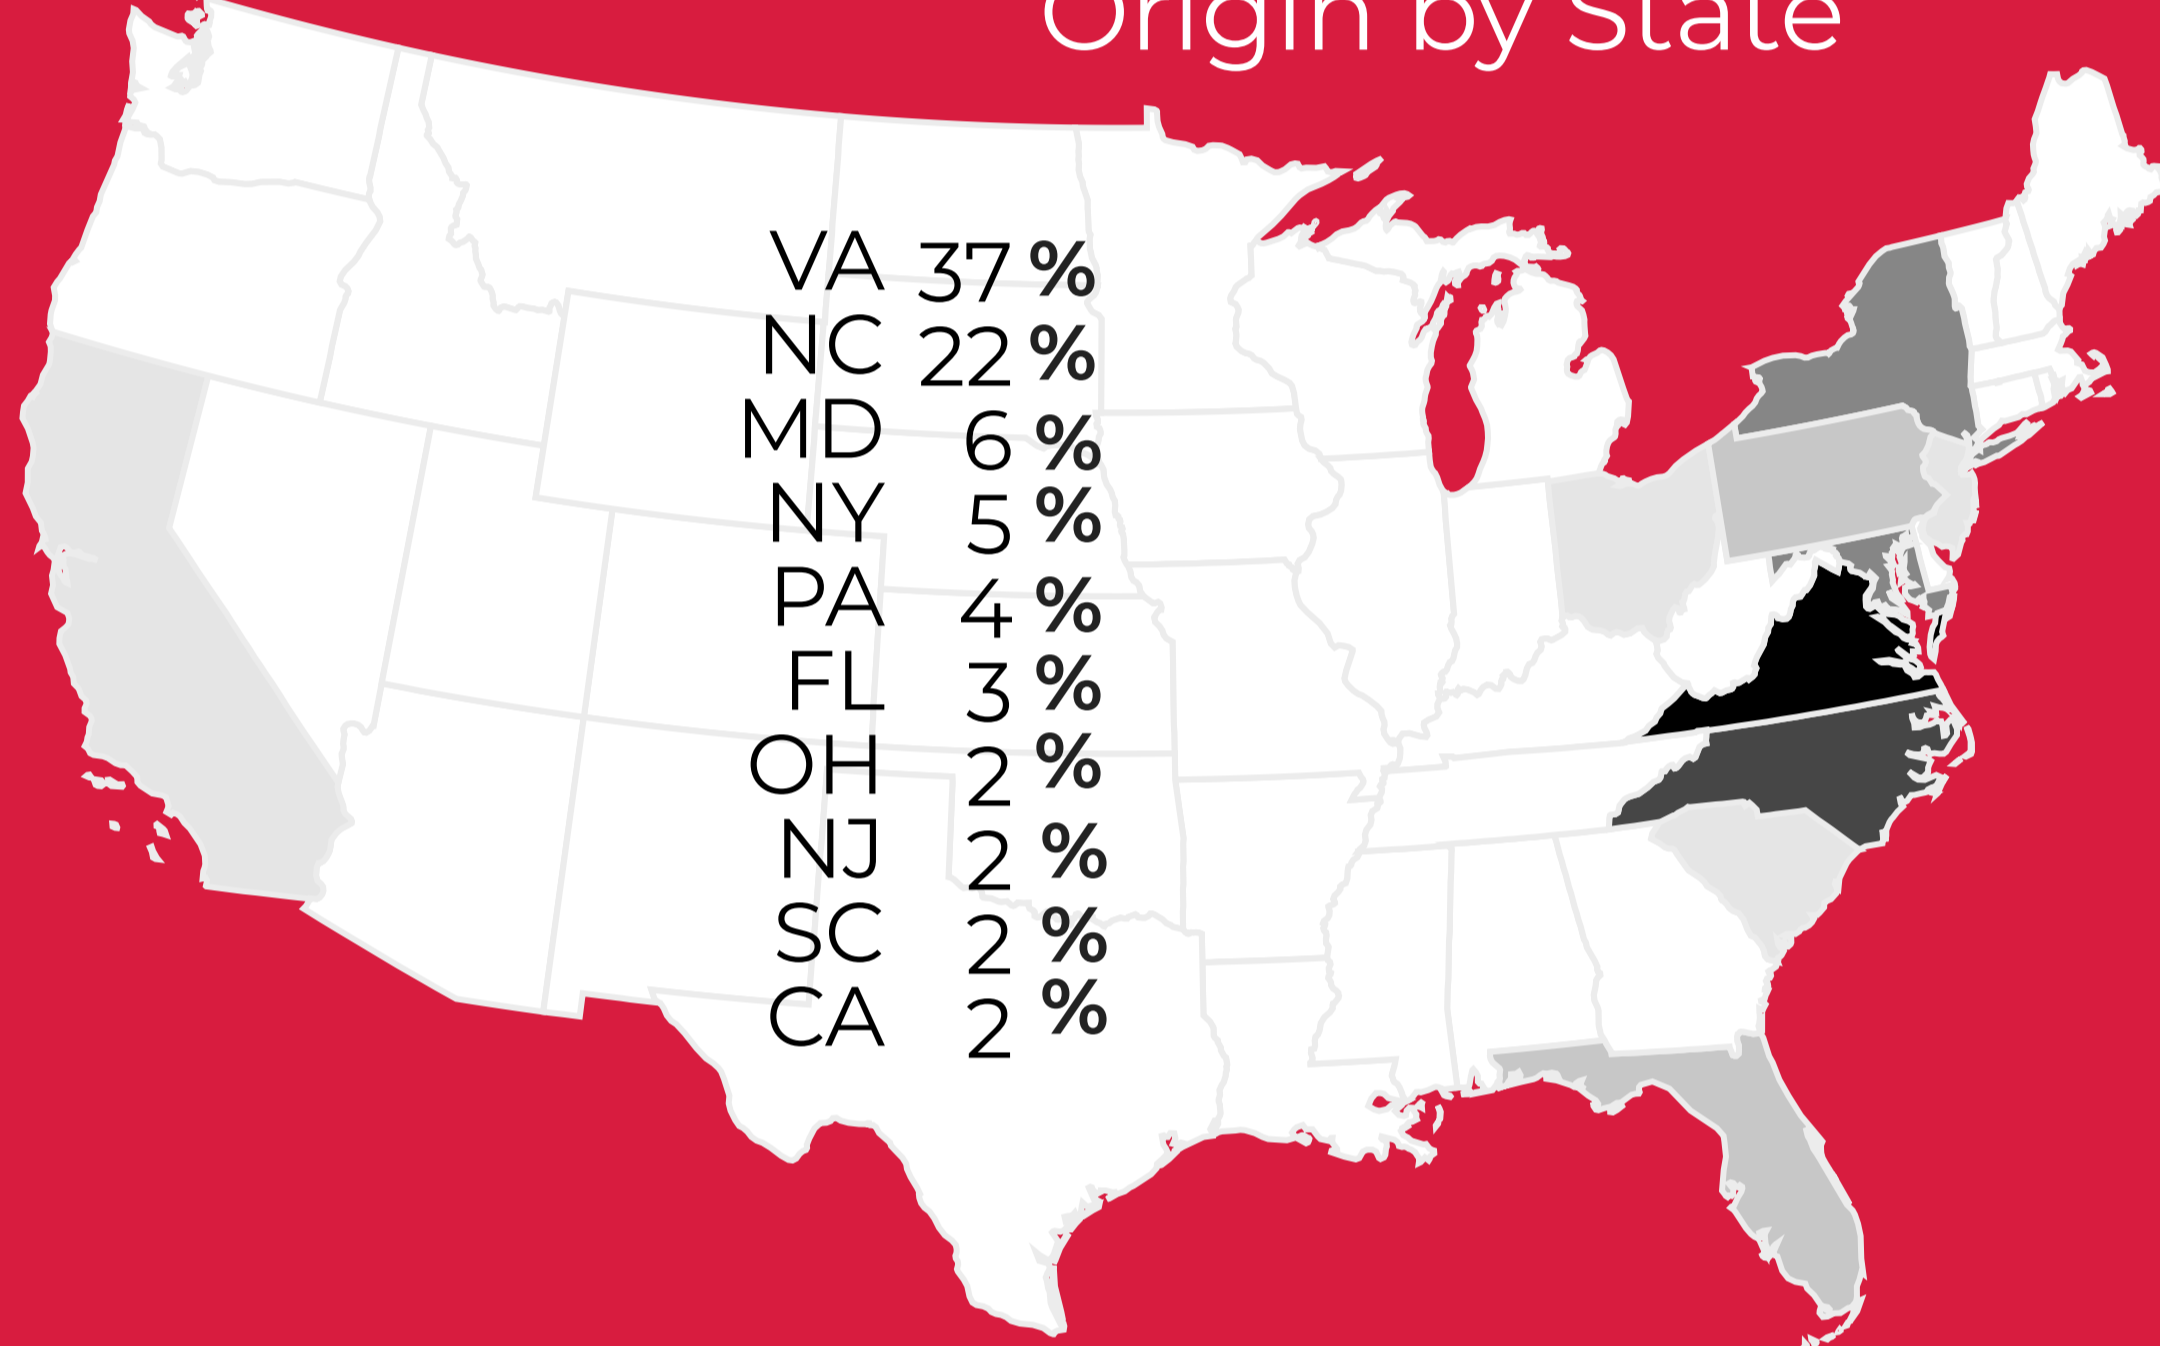 Origin by State
VA 37 %
NC 22 %
MD 6 %
NY 5 %
PA 4 %
FL 3 %
OH 2 %
NJ 2 %
SC 2 %
CA 2 %